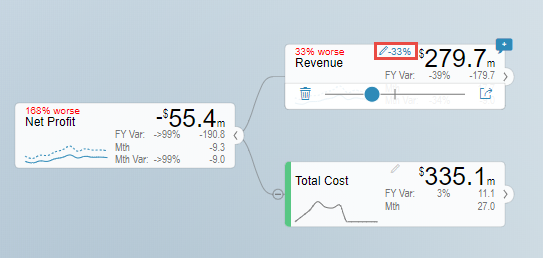 168% worse
Net Profit
-$55.4m
FY Var: ->99% -190.8
Mth -9.3
Mth Var: ->99% -9.0
33% worse
-33%
Revenue
$279.7m
FY Var: -39% -179.7
Total Cost
$335.1m
FY Var: 3% 11.1
Mth 27.0